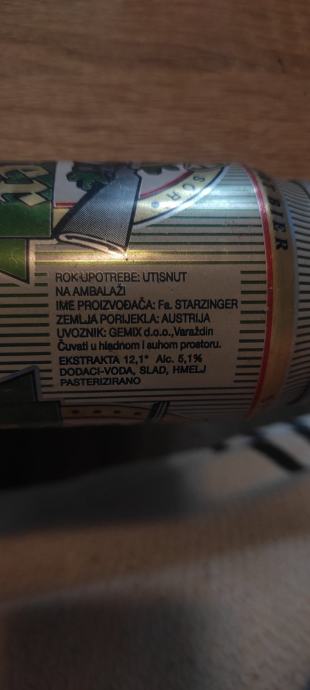 ROK UPOTREBE: UTISNUT
NA AMBALAŽI
IME PROIZVOĐAČA: Fa. STARZINGER
ZEMLJA PORIJEKLA: AUSTRIJA
UVOZNIK: GEMIX d.o.o., Varaždin
Čuvati u hladnom i suhom prostoru.
EKSTRAKTA 12,1° Alc. 5,1%
DODACI-VODA, SLAD, HMELJ
PASTERIZIRANO